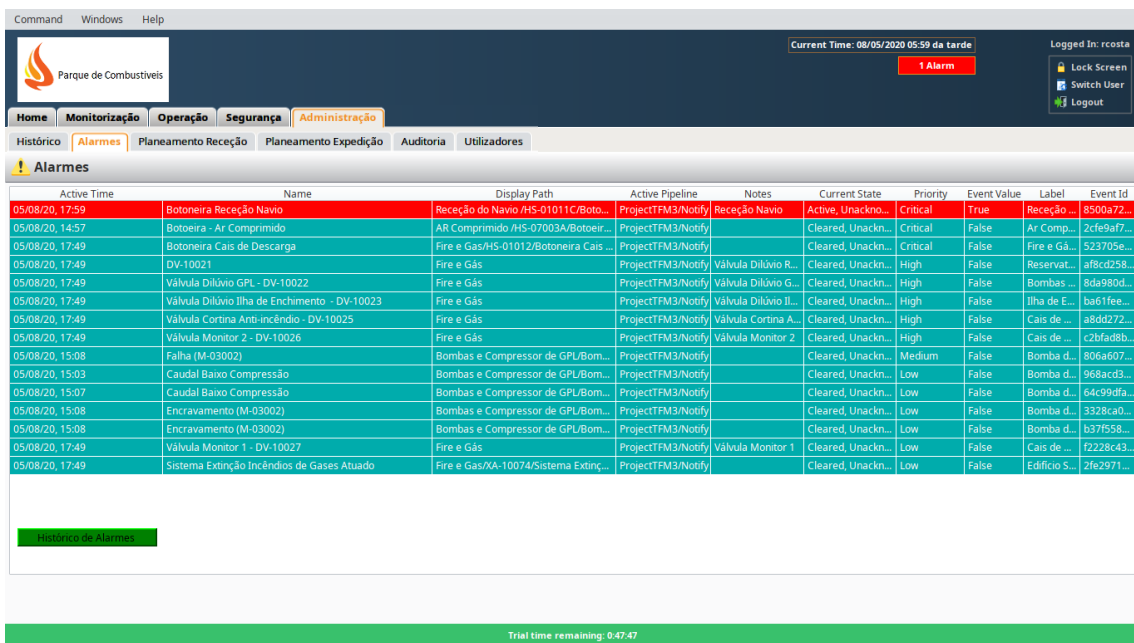 Command Windows Help
Parque de Combustíveis
Current Time: 08/05/2020 05:59 da tarde
1 Alarm
Logged In: rcosta
Lock Screen
Switch User
Logout
Home Monitorização Operação Segurança Administração
Histórico Alarmes Planeamento Receção Planeamento Expedição Auditoria Utilizadores
Alarmes
Active Time Name Display Path Active Pipeline Notes Current State Priority Event Value Label Event Id
05/08/20, 17:59 Botoneira Receção Navio Receção do Navio /HS-01011C/Boto... ProjectTFM3/Notify Receção Navio Active, Unackno... Critical True Receção ... 8500a72...
05/08/20, 14:57 Botoeira - Ar Comprimido AR Comprimido /HS-07003A/Botoeir... ProjectTFM3/Notify Cleared, Unackn... Critical False Ar Comp... 2cfe9af7...
05/08/20, 17:49 Botoneira Cais de Descarga Fire e Gas/HS-01012/Botoneira Cais ... ProjectTFM3/Notify Cleared, Unackn... Critical False Fire e Gá... 523705e...
05/08/20, 17:49 DV-10021 Fire e Gás ProjectTFM3/Notify Válvula Dilúvio R... Cleared, Unackn... High False Reservat... af8cd258...
05/08/20, 17:49 Válvula Dilúvio GPL - DV-10022 Fire e Gás ProjectTFM3/Notify Válvula Dilúvio G... Cleared, Unackn... High False Bombas ... 8da980d...
05/08/20, 17:49 Válvula Dilúvio Ilha de Enchimento - DV-10023 Fire e Gás ProjectTFM3/Notify Válvula Dilúvio Il... Cleared, Unackn... High False Ilha de E... ba61fee...
05/08/20, 17:49 Válvula Cortina Anti-incêndio - DV-10025 Fire e Gás ProjectTFM3/Notify Válvula Cortina A... Cleared, Unackn... High False Cais de ... a8dd272...
05/08/20, 17:49 Válvula Monitor 2 - DV-10026 Fire e Gás ProjectTFM3/Notify Válvula Monitor 2 Cleared, Unackn... High False Cais de ... c2bfad8b...
05/08/20, 15:08 Falha (M-03002) Bombas e Compressor de GPL/Bom... ProjectTFM3/Notify Cleared, Unackn... Medium False Bomba d... 806a607...
05/08/20, 15:03 Caudal Baixo Compressão Bombas e Compressor de GPL/Bom... ProjectTFM3/Notify Cleared, Unackn... Low False Bomba d... 968acd3...
05/08/20, 15:07 Caudal Baixo Compressão Bombas e Compressor de GPL/Bom... ProjectTFM3/Notify Cleared, Unackn... Low False Bomba d... 64c99dfa...
05/08/20, 15:08 Encravamento (M-03002) Bombas e Compressor de GPL/Bom... ProjectTFM3/Notify Cleared, Unackn... Low False Bomba d... 3328ca0...
05/08/20, 15:08 Encravamento (M-03002) Bombas e Compressor de GPL/Bom... ProjectTFM3/Notify Cleared, Unackn... Low False Bomba d... b37f558...
05/08/20, 17:49 Válvula Monitor 1 - DV-10027 Fire e Gás ProjectTFM3/Notify Válvula Monitor 1 Cleared, Unackn... Low False Cais de ... f2228c43...
05/08/20, 17:49 Sistema Extinção Incêndios de Gases Atuado Fire e Gas/XA-10074/Sistema Extinç... ProjectTFM3/Notify Cleared, Unackn... Low False Edifício S... 2fe2971...
Histórico de Alarmes
Trial time remaining: 0:47:47